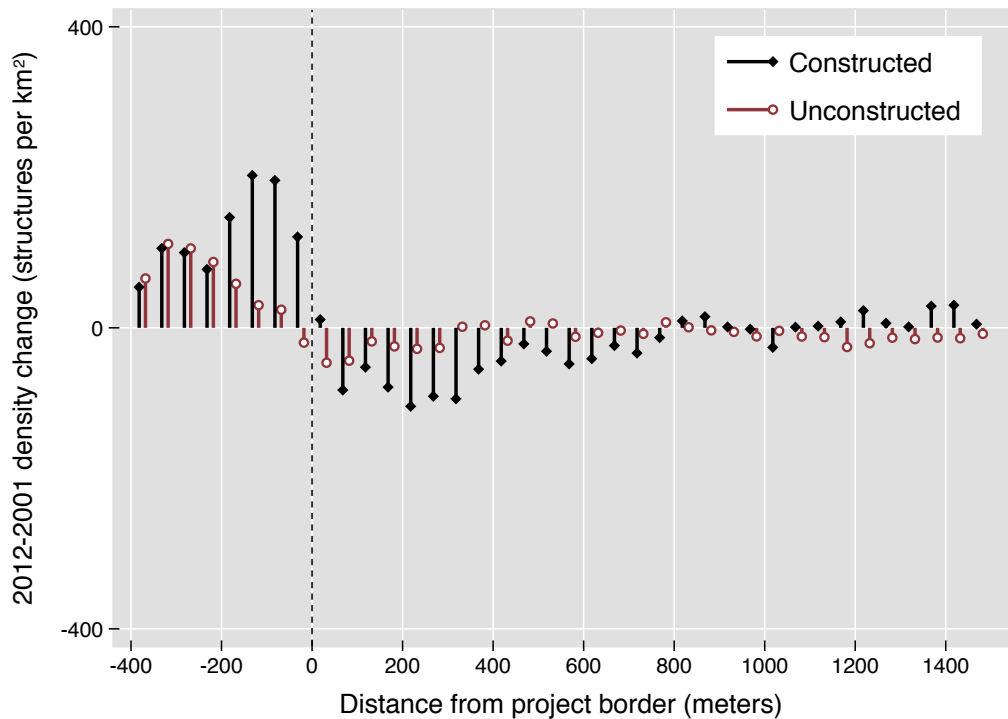 400
0
-400
2012-2001 density change (structures per km²)
Constructed
Unconstructed
-400 -200 0 200 400 600 800 1000 1200 1400
Distance from project border (meters)